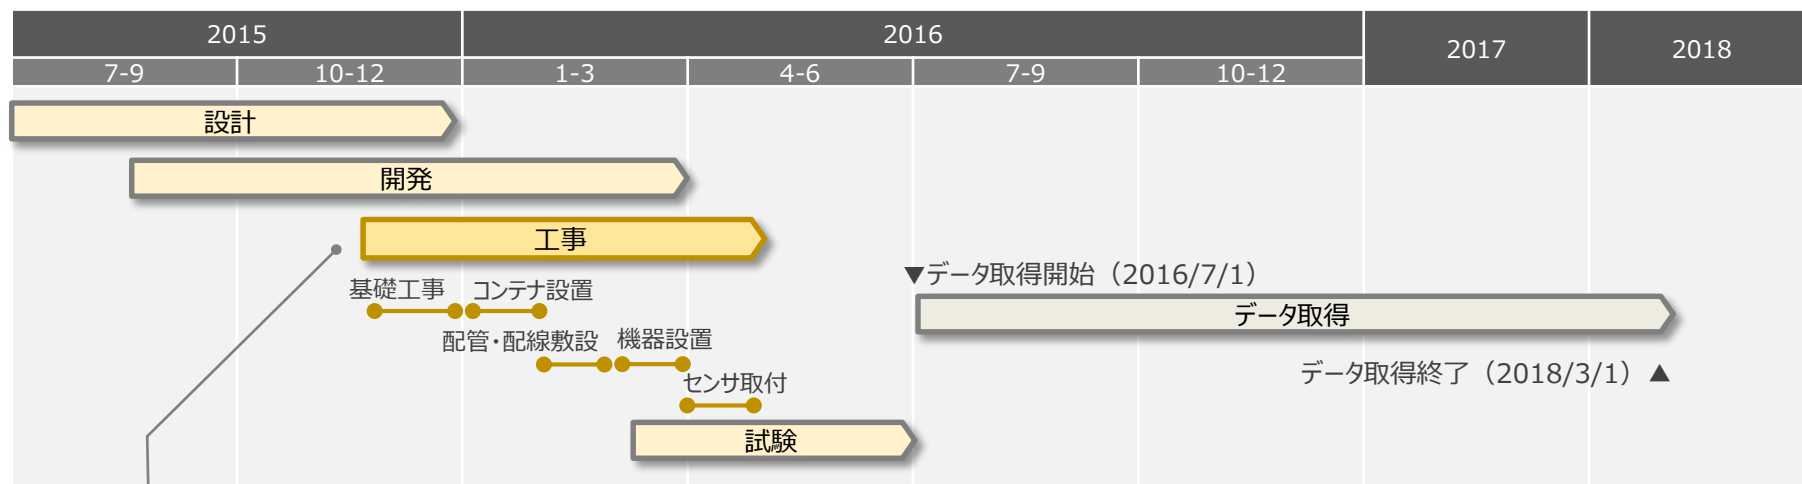 2015
2016
2017
2018
7-9
10-12
1-3
4-6
7-9
10-12
設計
開発
工事
基礎工事
コンテナ設置
▼データ取得開始（2016/7/1）
データ取得
配管・配線敷設
機器設置
データ取得終了（2018/3/1）▲
センサ取付
試験